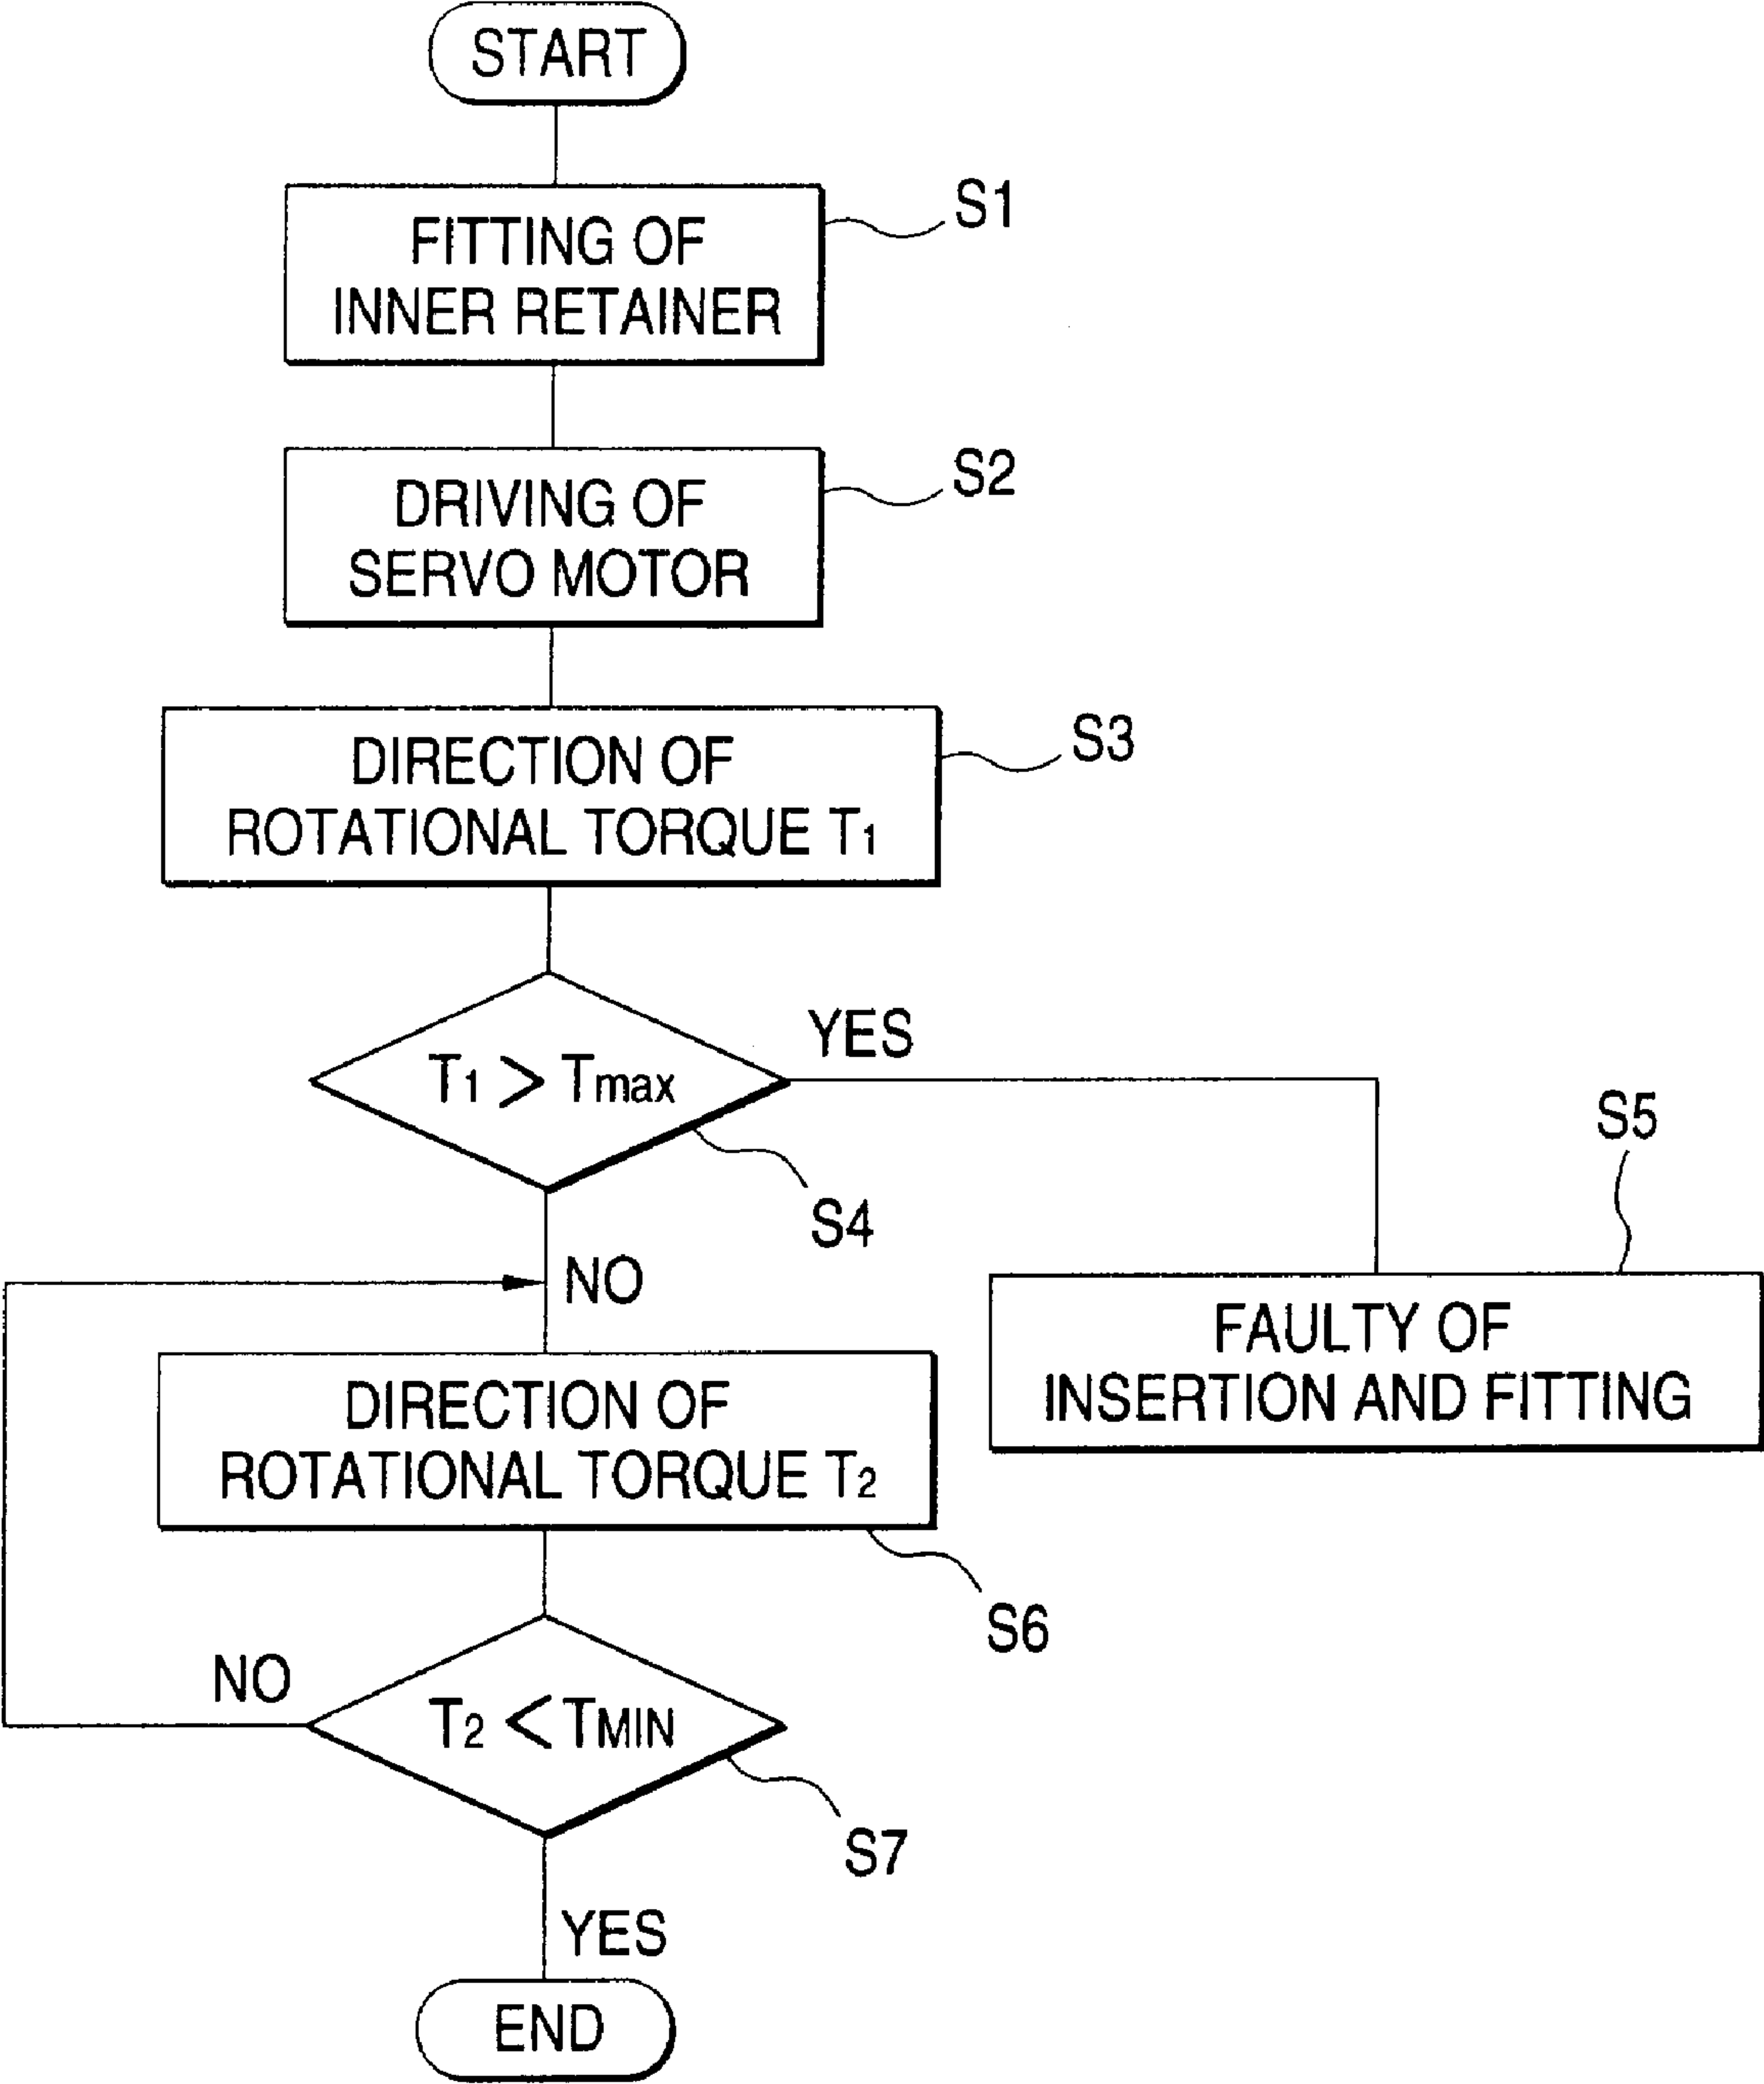 START
FITTING OF
INNER RETAINER
S1
DRIVING OF
SERVO MOTOR
S2
DIRECTION OF
ROTATIONAL TORQUE T1
S3
T1 > Tmax
YES
S4
NO
S5
FAULTY OF
INSERTION AND FITTING
DIRECTION OF
ROTATIONAL TORQUE T2
S6
NO
T2 < TMIN
S7
YES
END